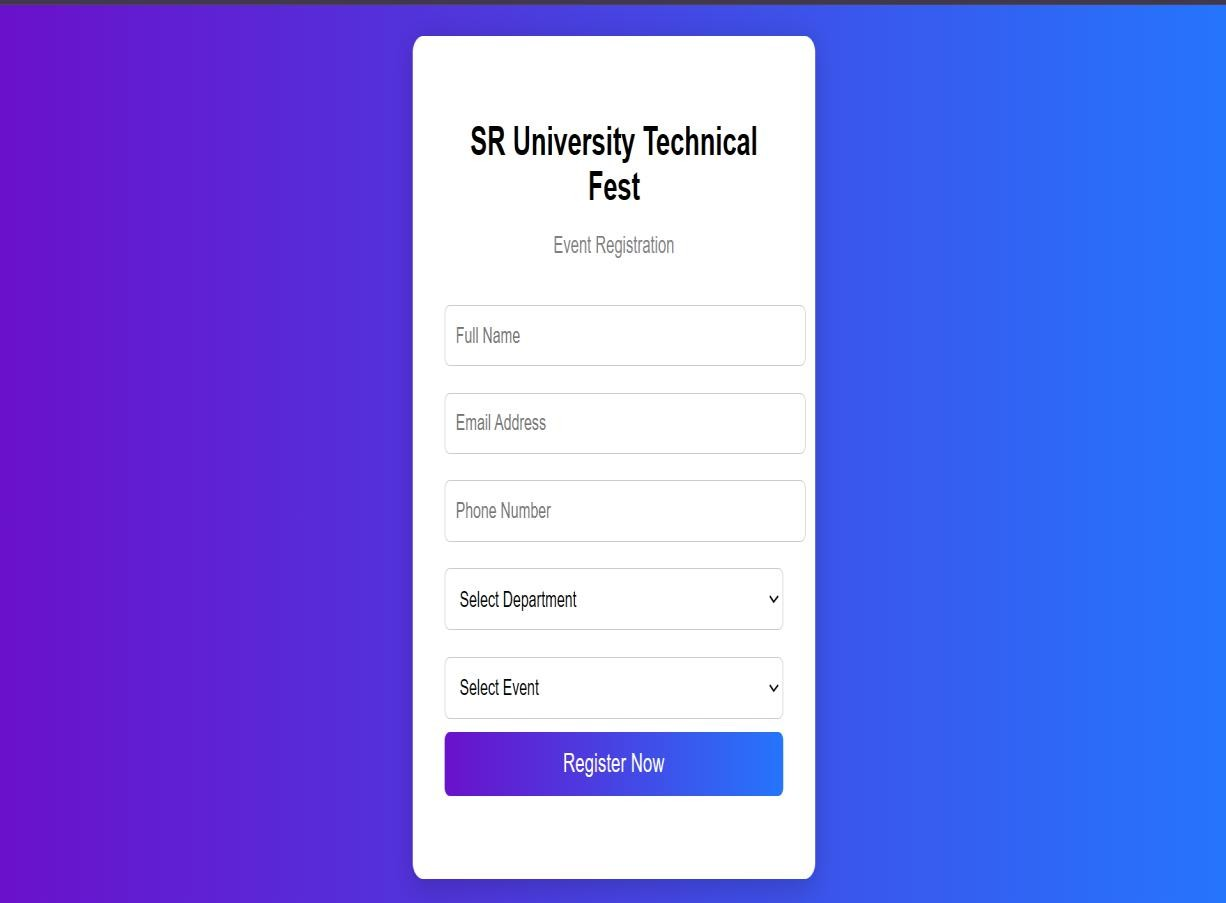 SR University Technical
Fest
Event Registration
Full Name
Email Address
Phone Number
Select Department
Select Event
Register Now